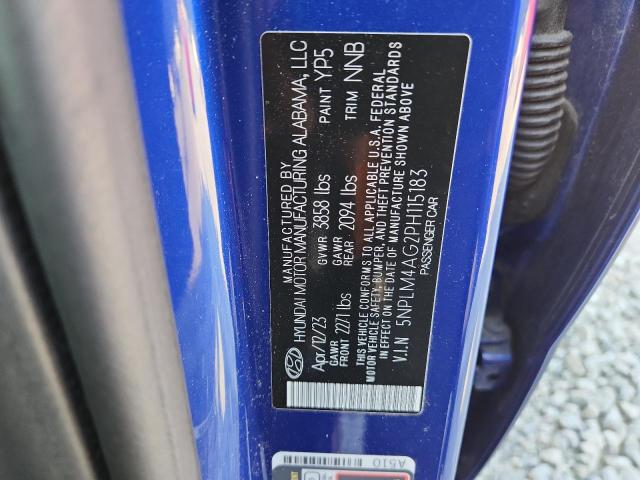 MANUFACTURED BY
HYUNDAI MOTOR MANUFACTURING ALABAMA, LLC
Apr/12/23 GVWR 3858 lbs PAINT YP5
GAWR FRONT 2271 lbs GAWR REAR 2094 lbs TRIM NNB
THIS VEHICLE CONFORMS TO ALL APPLICABLE U.S.A. FEDERAL
MOTOR VEHICLE SAFETY, BUMPER, AND THEFT PREVENTION STANDARDS
IN EFFECT ON THE DATE OF MANUFACTURE SHOWN ABOVE
V.I.N 5NPLM4AG2PH115183
PASSENGER CAR
A510